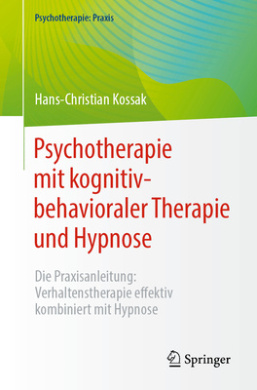 Psychotherapie: Praxis
Hans-Christian Kossak
Psychotherapie
mit kognitiv-
behavioraler Therapie
und Hypnose
Die Praxisanleitung:
Verhaltenstherapie effektiv
kombiniert mit Hypnose
Springer